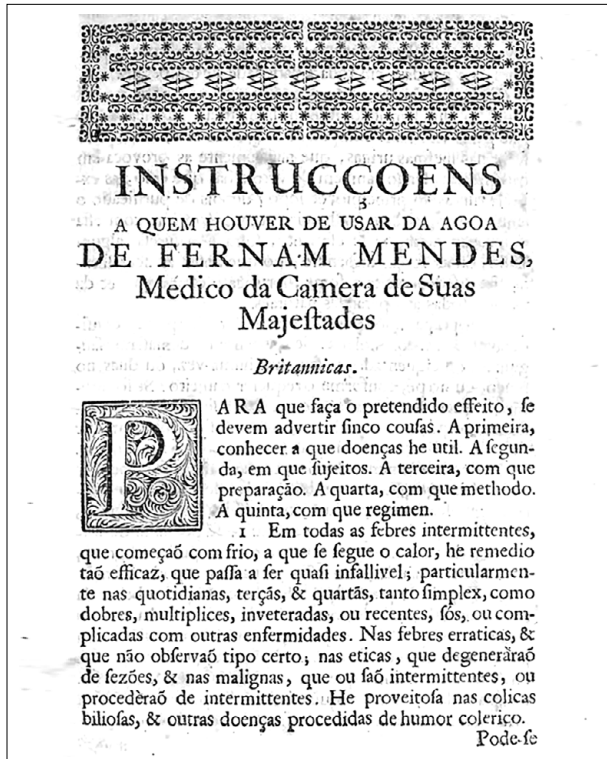 INSTRUCÇOENS
A QUEM HOUVER DE USAR DA AGOA
DE FERNAM MENDES,
Médico da Camera de Suas
Majeſtades
Britannicas.
PARA que faça o pretendido effeito, ſe
devem advertir ſinco couſas. A primeira,
conhecer a que doenças he util. A ſegun-
da, em que ſujeitos. A terceira, com que
preparação. A quarta, com que methodo.
A quinta, com que regimen.
1 Em todas as febres intermittentes,
que começaõ com frio, a que ſe ſegue o calor, he remedio
taõ efficaz, que paſſa a ſer quaſi infallivel; particularmen-
te nas quotidianas, terçãs, & quartãs, tanto ſimplex, como
dobres, multiplices, inveteradas, ou recentes, ſós, ou com-
plicadas com outras enfermidades. Nas febres erraticas, &
que não obſervaõ tipo certo; nas eticas, que degeneràraõ
de ſezões, & nas malignas, que ou ſaõ intermittentes, ou
procedèraõ de intermittentes. He proveitoſa nas colicas
bilioſas, & outras doenças procedidas de humor colerico.
Pode-ſe